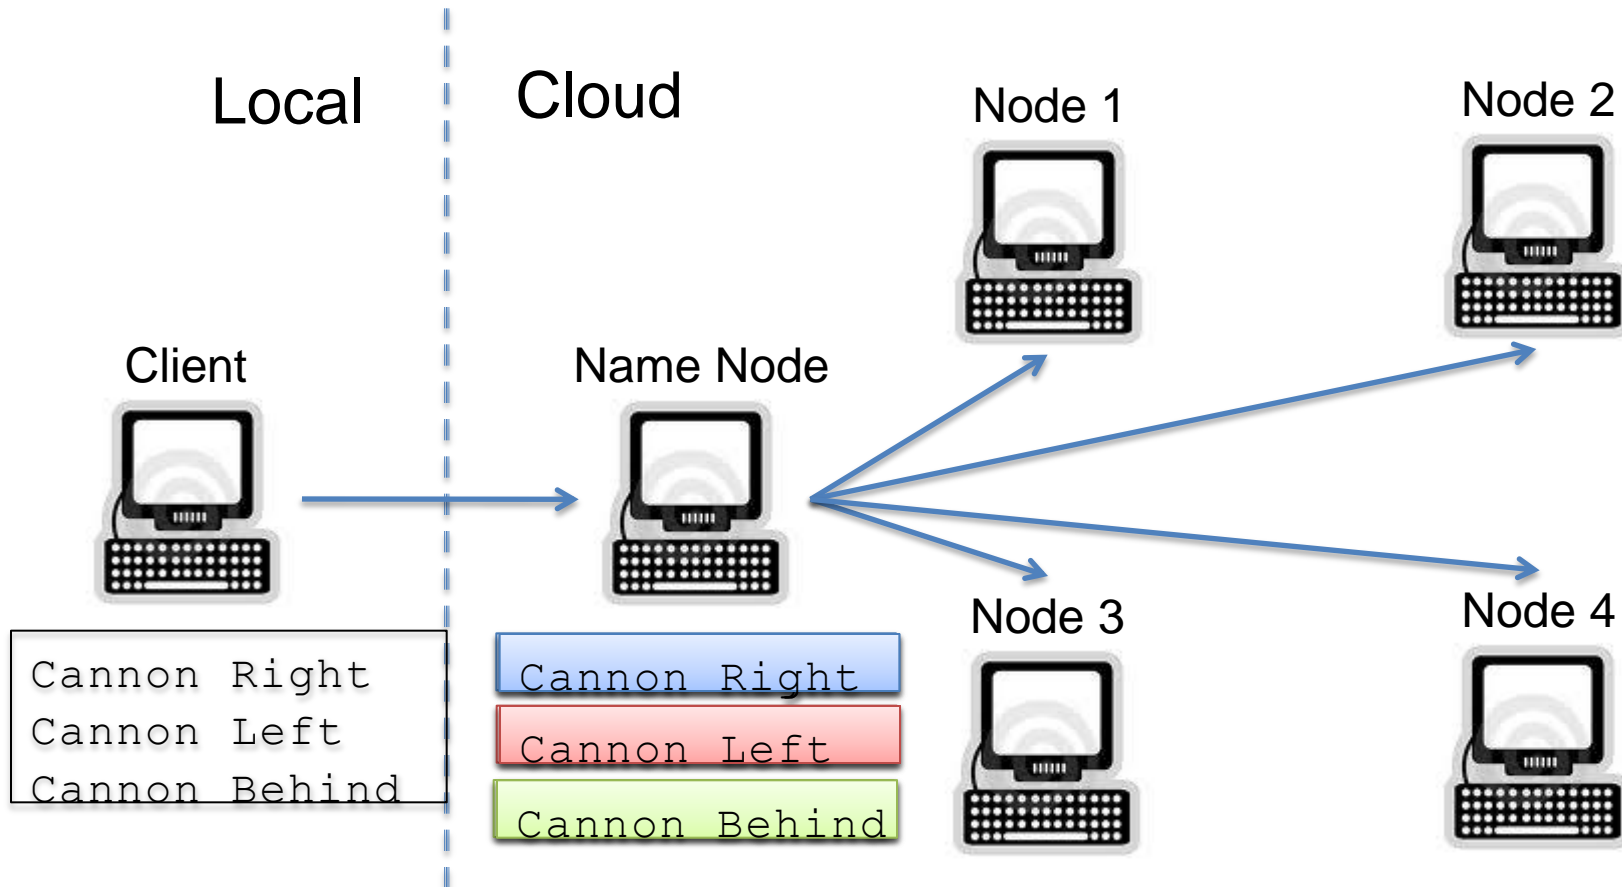 Local
Cloud
Node 1
Node 2
Client
Name Node
Node 3
Node 4
Cannon Right
Cannon Left
Cannon Behind
Cannon Right
Cannon Left
Cannon Behind